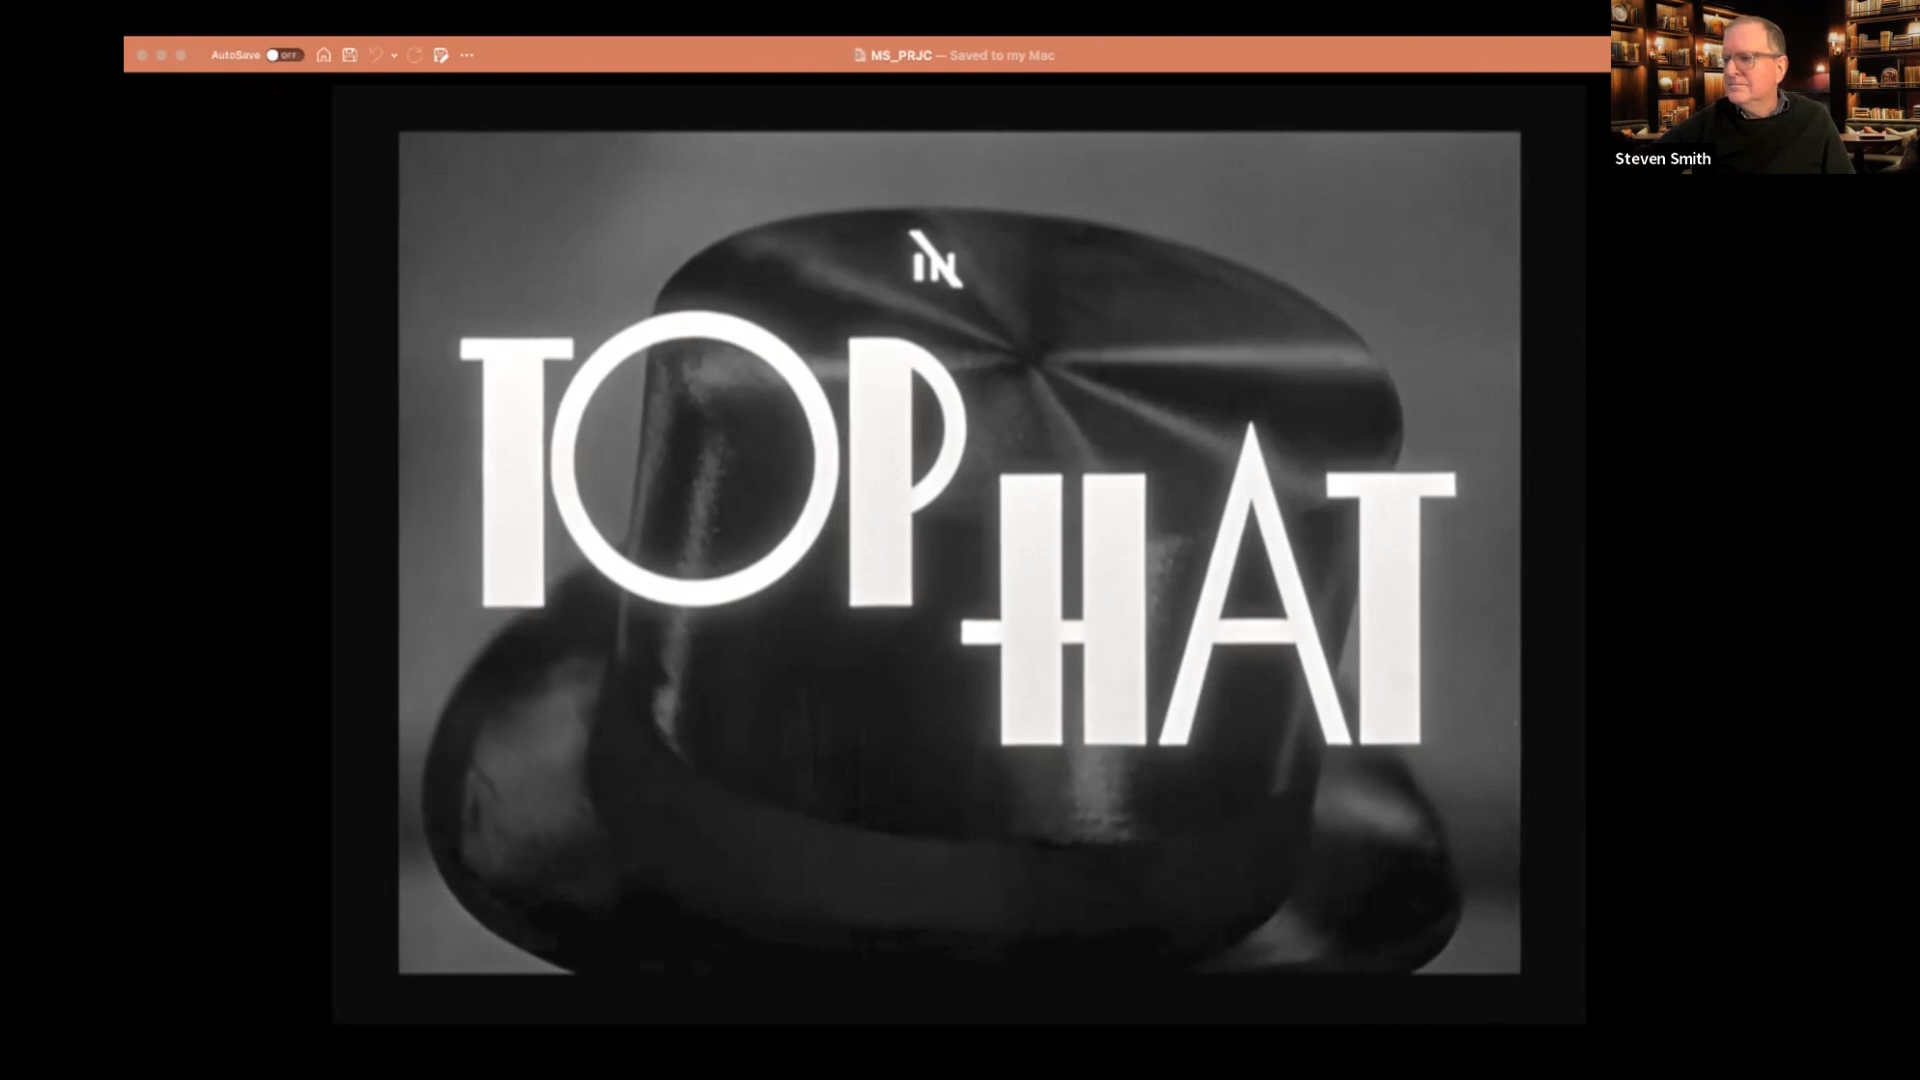 AutoSave OFF
MS_PRJC — Saved to my Mac
Steven Smith
IN
TOP
HAT